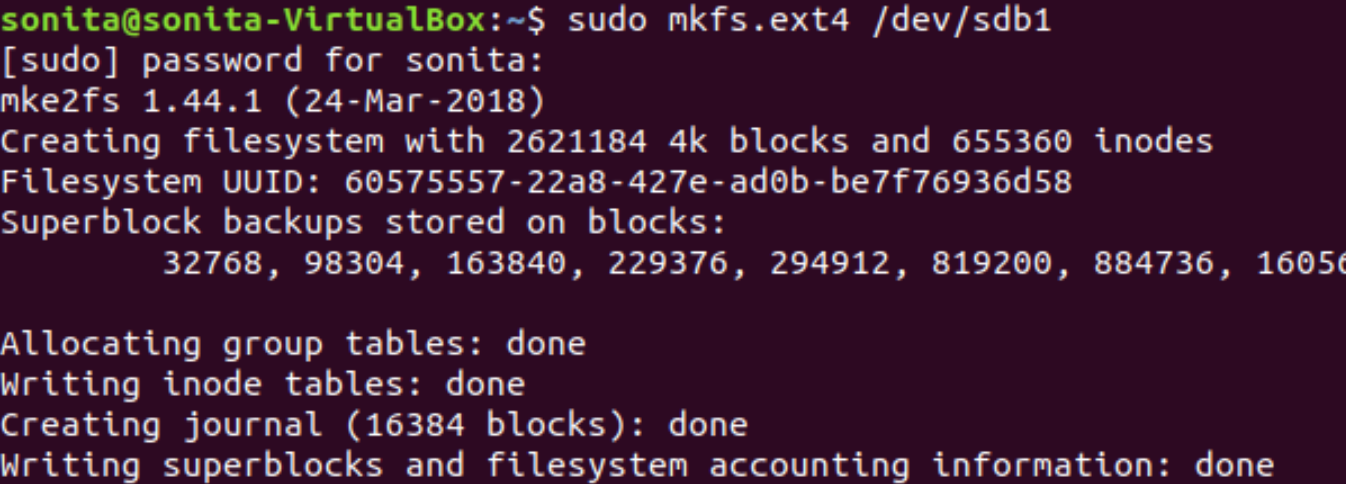 sonita@sonita-VirtualBox:~$ sudo mkfs.ext4 /dev/sdb1
[sudo] password for sonita:
mke2fs 1.44.1 (24-Mar-2018)
Creating filesystem with 2621184 4k blocks and 655360 inodes
Filesystem UUID: 60575557-22a8-427e-ad0b-be7f76936d58
Superblock backups stored on blocks:
32768, 98304, 163840, 229376, 294912, 819200, 884736,
Allocating group tables: done
Writing inode tables: done
Creating journal (16384 blocks): done
Writing superblocks and filesystem accounting information: done